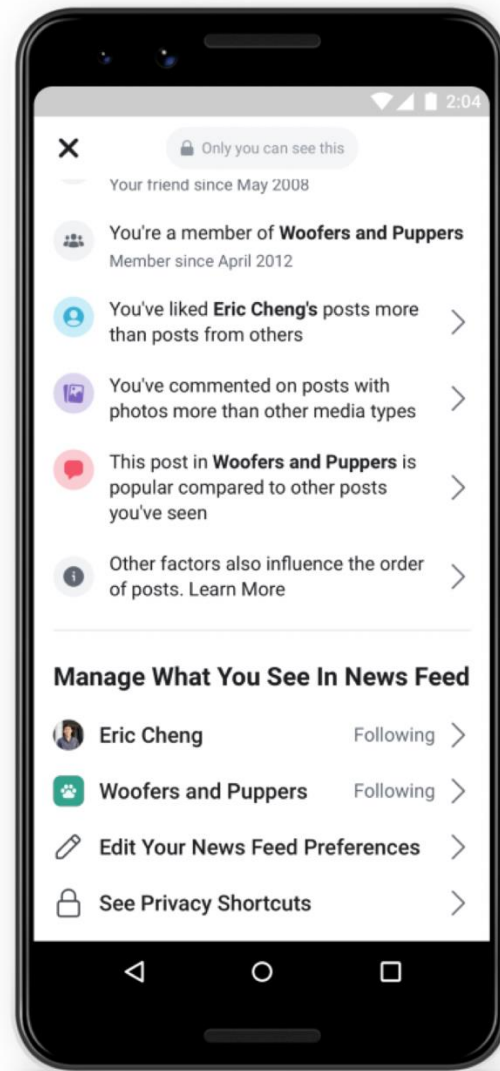 2:04
Only you can see this
Your friend since May 2008
You're a member of Woofers and Puppers
Member since April 2012
You've liked Eric Cheng's posts more
than posts from others
You've commented on posts with
photos more than other media types
This post in Woofers and Puppers is
popular compared to other posts
you've seen
Other factors also influence the order
of posts. Learn More
Manage What You See In News Feed
Eric Cheng Following
Woofers and Puppers Following
Edit Your News Feed Preferences
See Privacy Shortcuts